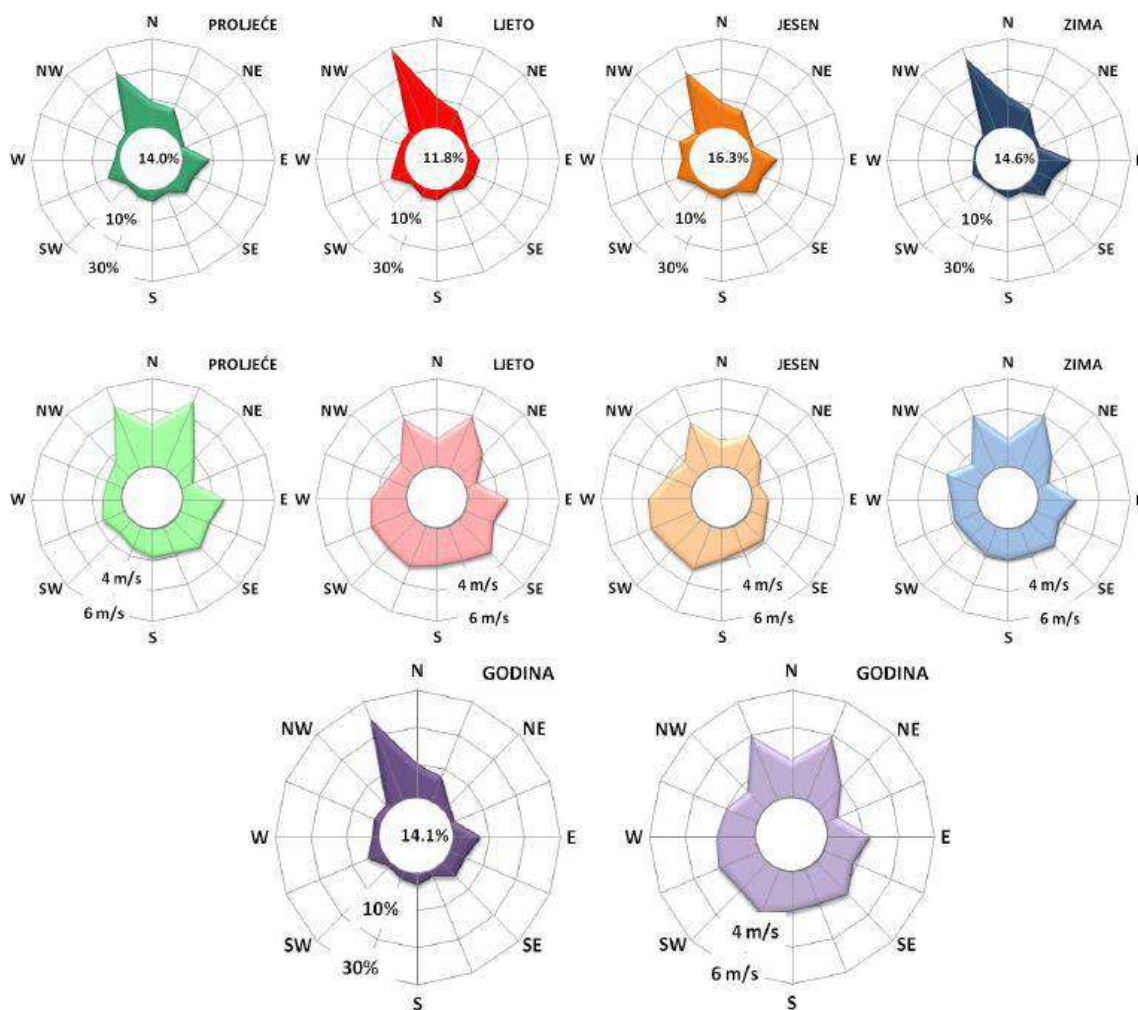 N PROLJEĆE
NW NE
W 14.0% E
10%
SW SE
30%
S
N LJETO
NW NE
W 11.8% E
10%
SW SE
30%
S
N JESEN
NW NE
W 16.3% E
10%
SW SE
30%
S
N ZIMA
NW NE
W 14.6%
10%
SW SE
30%
S
N PROLJEĆE
NW NE
W E
4 m/s
SW SE
6 m/s
S
N LJETO
NW NE
W E
4 m/s
SW SE
6 m/s
S
N JESEN
NW NE
W E
4 m/s
SW SE
6 m/s
S
N ZIMA
NW NE
W
4 m/s
SW SE
6 m/s
S
N GODINA
NW NE
W 14.1% E
10%
SW SE
30%
S
N GODINA
NW NE
W E
4 m/s
SW SE
6 m/s
S